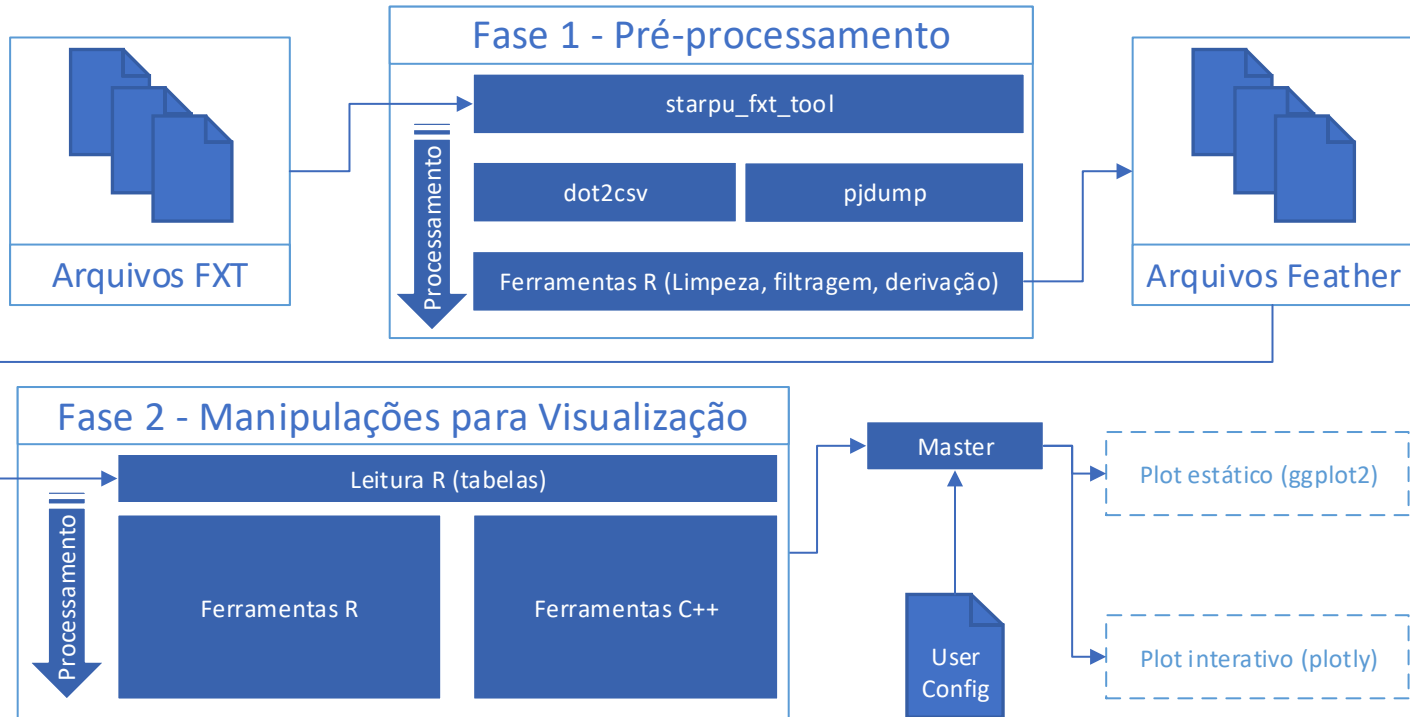 Fase 1 - Pré-processamento
Arquivos FXT
Processamento
starpu_fxt_tool
dot2csv
pjdump
Ferramentas R (Limpeza, filtragem, derivação)
Arquivos Feather
Fase 2 - Manipulações para Visualização
Processamento
Leitura R (tabelas)
Ferramentas R
Ferramentas C++
Master
User
Config
Plot estático (ggplot2)
Plot interativo (plotly)